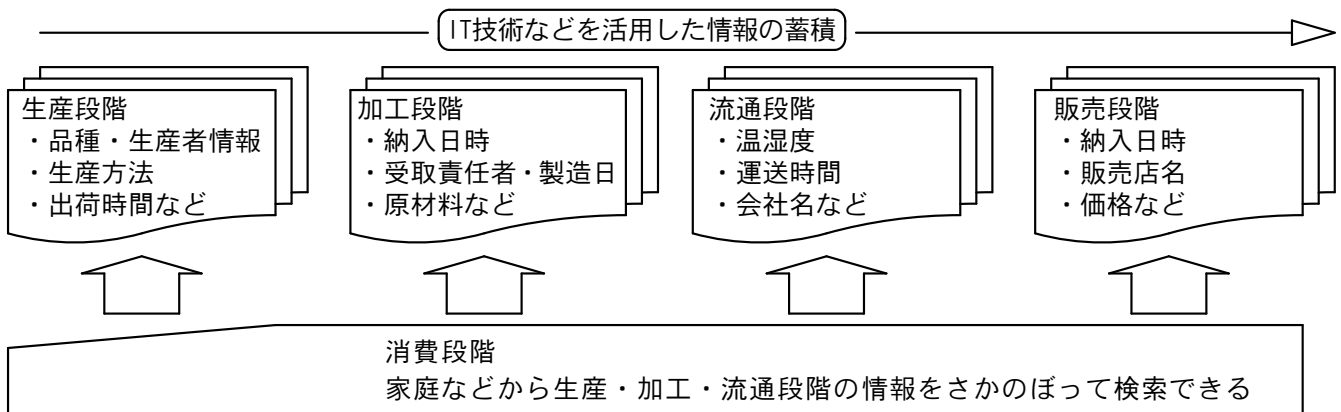 IT技術などを活用した情報の蓄積
生産段階
・品種・生産者情報
・生産方法
・出荷時間など
加工段階
・納入日時
・受取責任者・製造日
・原材料など
流通段階
・温湿度
・運送時間
・会社名など
販売段階
・納入日時
・販売店名
・価格など
消費段階
家庭などから生産・加工・流通段階の情報をさかのぼって検索できる